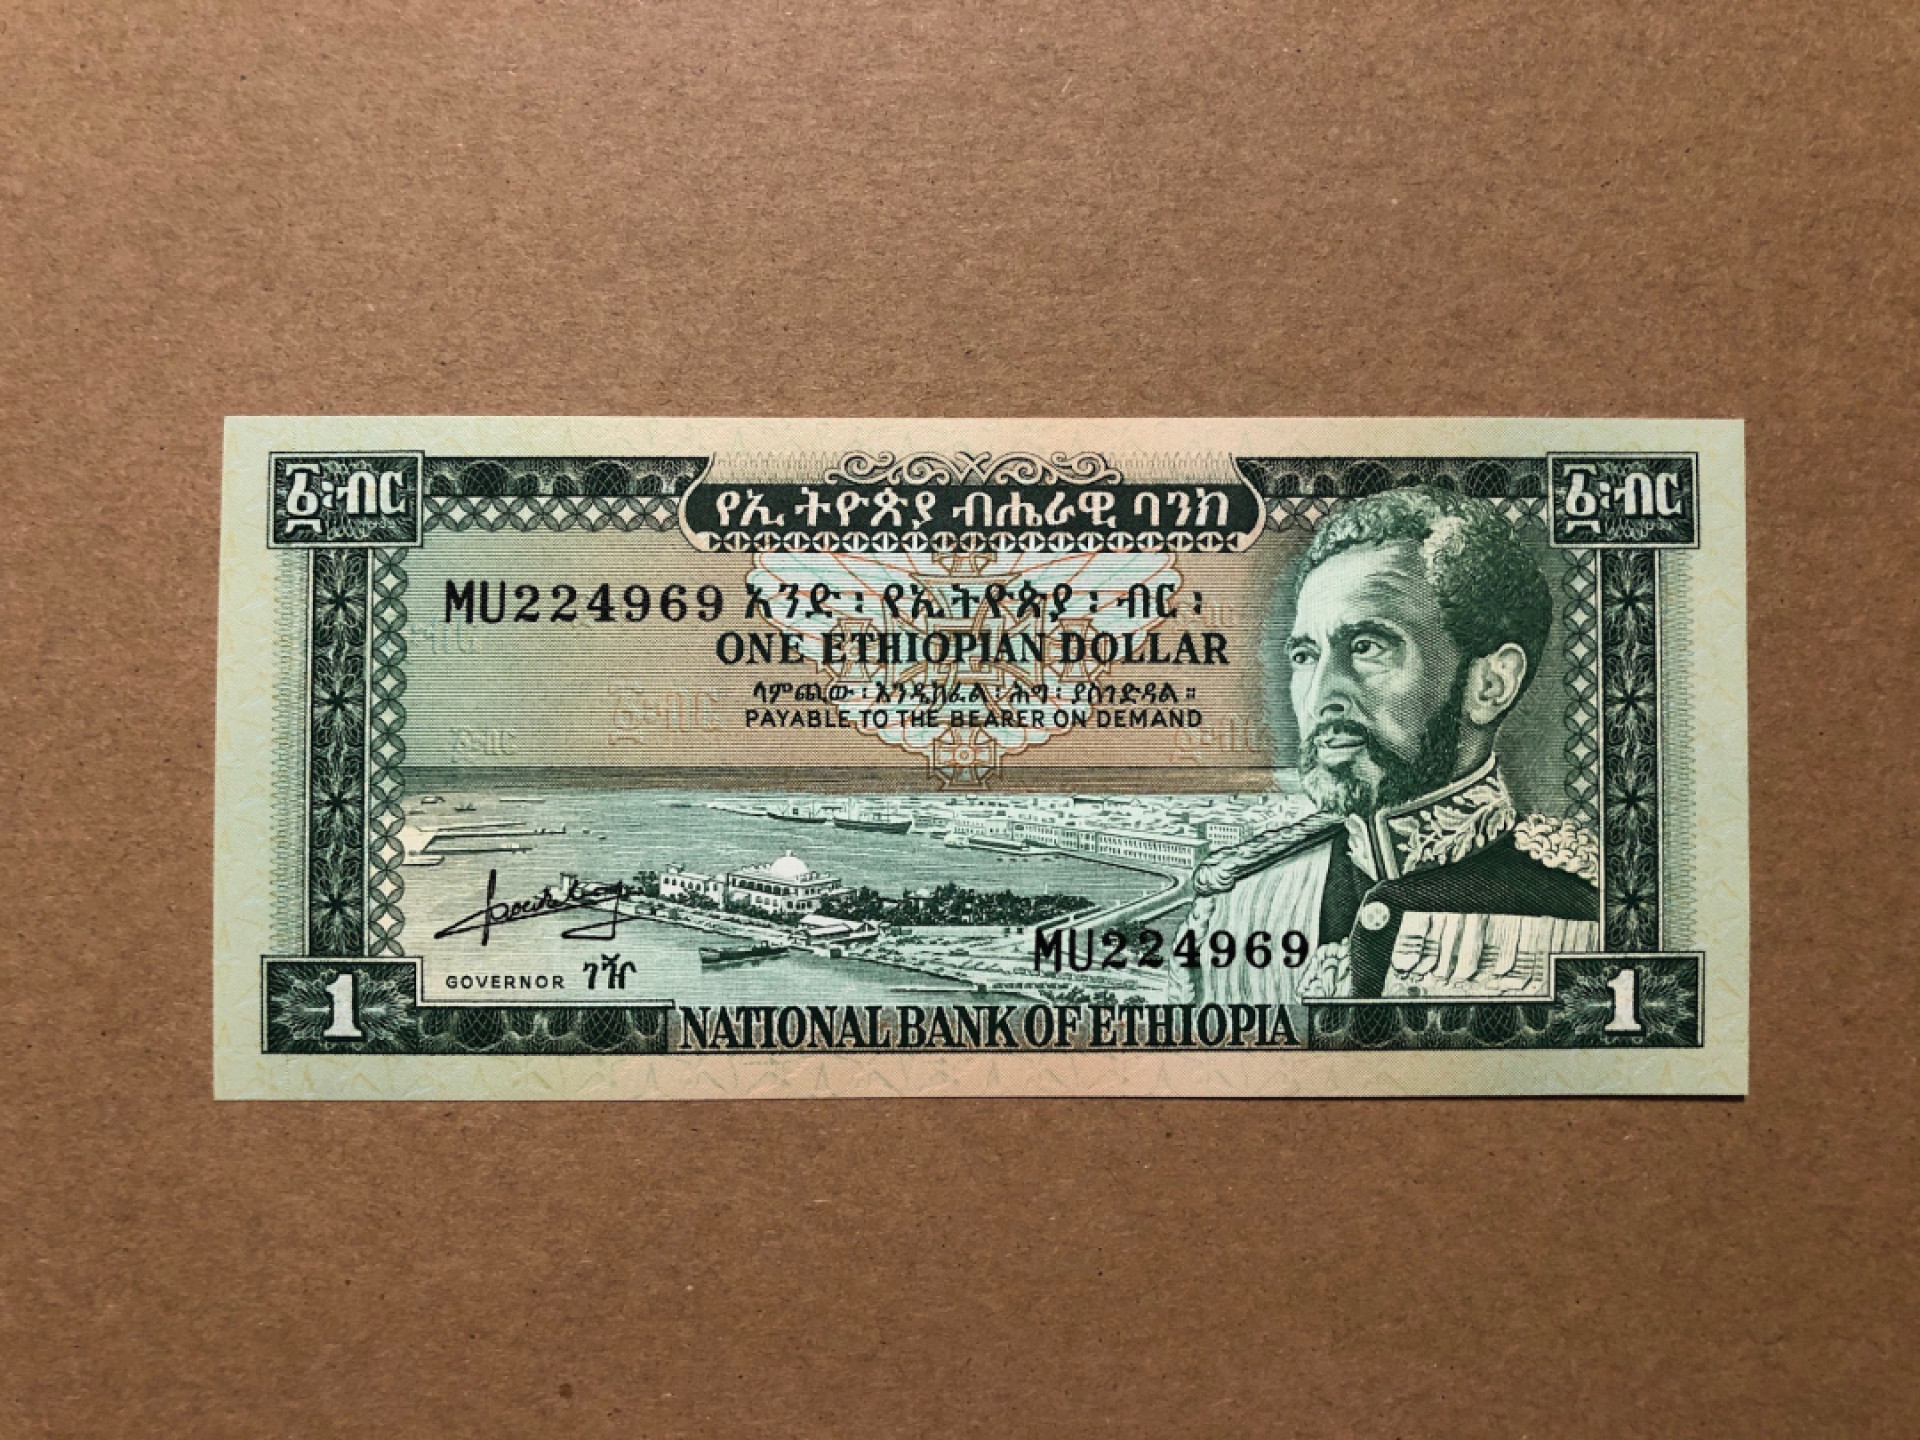 ፩፡ብር
የኢትዮጵያ ብሔራዊ ባንክ
፩፡ብር
MU224969
አንድ ፡ የኢትዮጵያ ፡ ብር ፡
ONE ETHIOPIAN DOLLAR
ላምጪው ፡ እንዲከፈል ፡ ሕግ ፡ ያስገድዳል ።
PAYABLE TO THE BEARER ON DEMAND
MU224969
GOVERNOR ገዥ
1
NATIONAL BANK OF ETHIOPIA
1